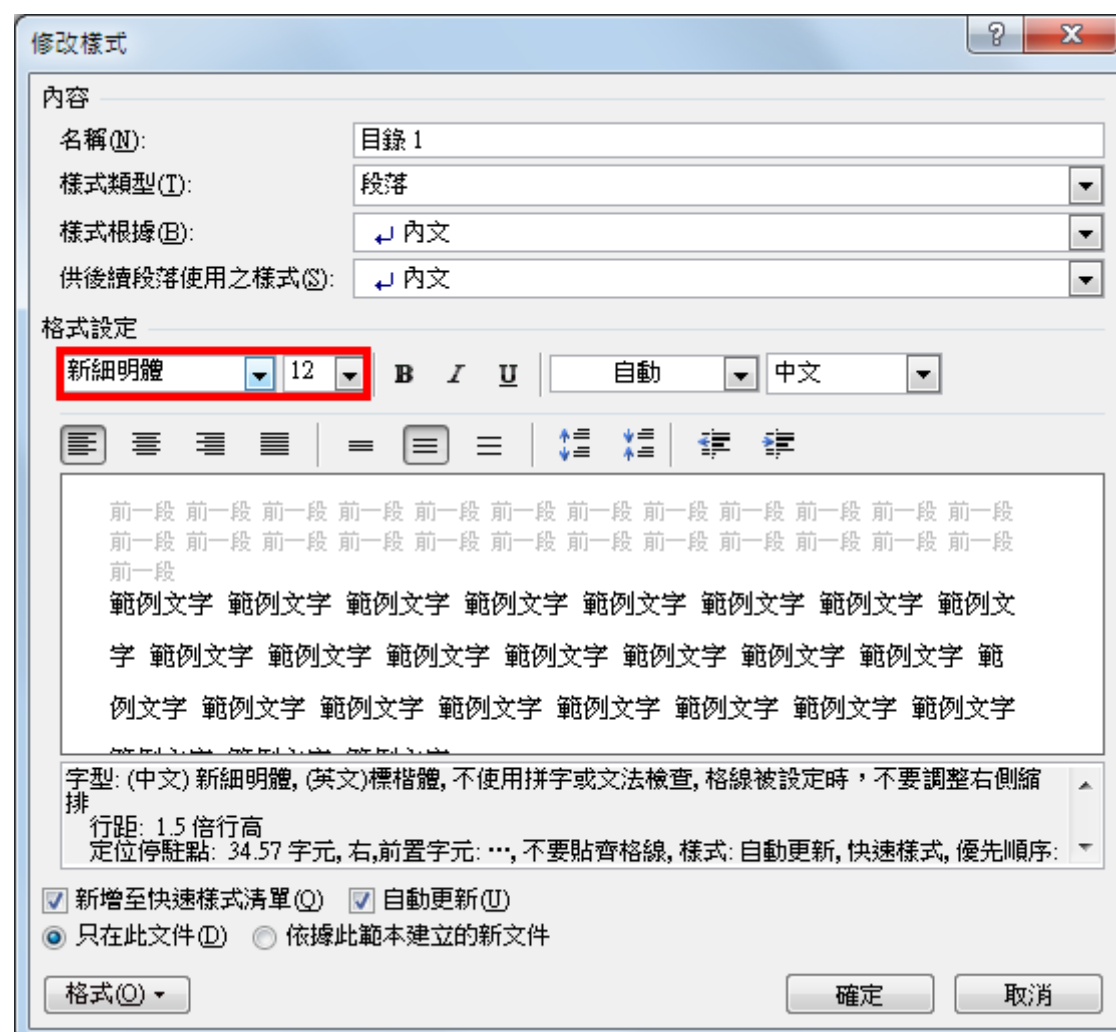 修改樣式
內容
名稱(N): 目錄 1
樣式類型(T): 段落
樣式根據(B): 內文
供後續段落使用之樣式(S): 內文
格式設定
新細明體 12 B I U 自動 中文
前一段 前一段 前一段 前一段 前一段 前一段 前一段 前一段 前一段 前一段 前一段 前一段
前一段 前一段 前一段 前一段 前一段 前一段 前一段 前一段 前一段 前一段 前一段 前一段
前一段
範例文字 範例文字 範例文字 範例文字 範例文字 範例文字 範例文字 範例文
字 範例文字 範例文字 範例文字 範例文字 範例文字 範例文字 範例文字 範
例文字 範例文字 範例文字 範例文字 範例文字 範例文字 範例文字 範例文字
範例文字 範例文字 範例文字
字型: (中文) 新細明體, (英文)標楷體, 不使用拼字或文法檢查, 格線被設定時，不要調整右側縮
排
行距: 1.5 倍行高
定位停駐點: 34.57 字元, 右,前置字元: …, 不要貼齊格線, 樣式: 自動更新, 快速樣式, 優先順序:
新增至快速樣式清單(Q) 自動更新(U)
只在此文件(D) 依據此範本建立的新文件
格式(O) 確定 取消